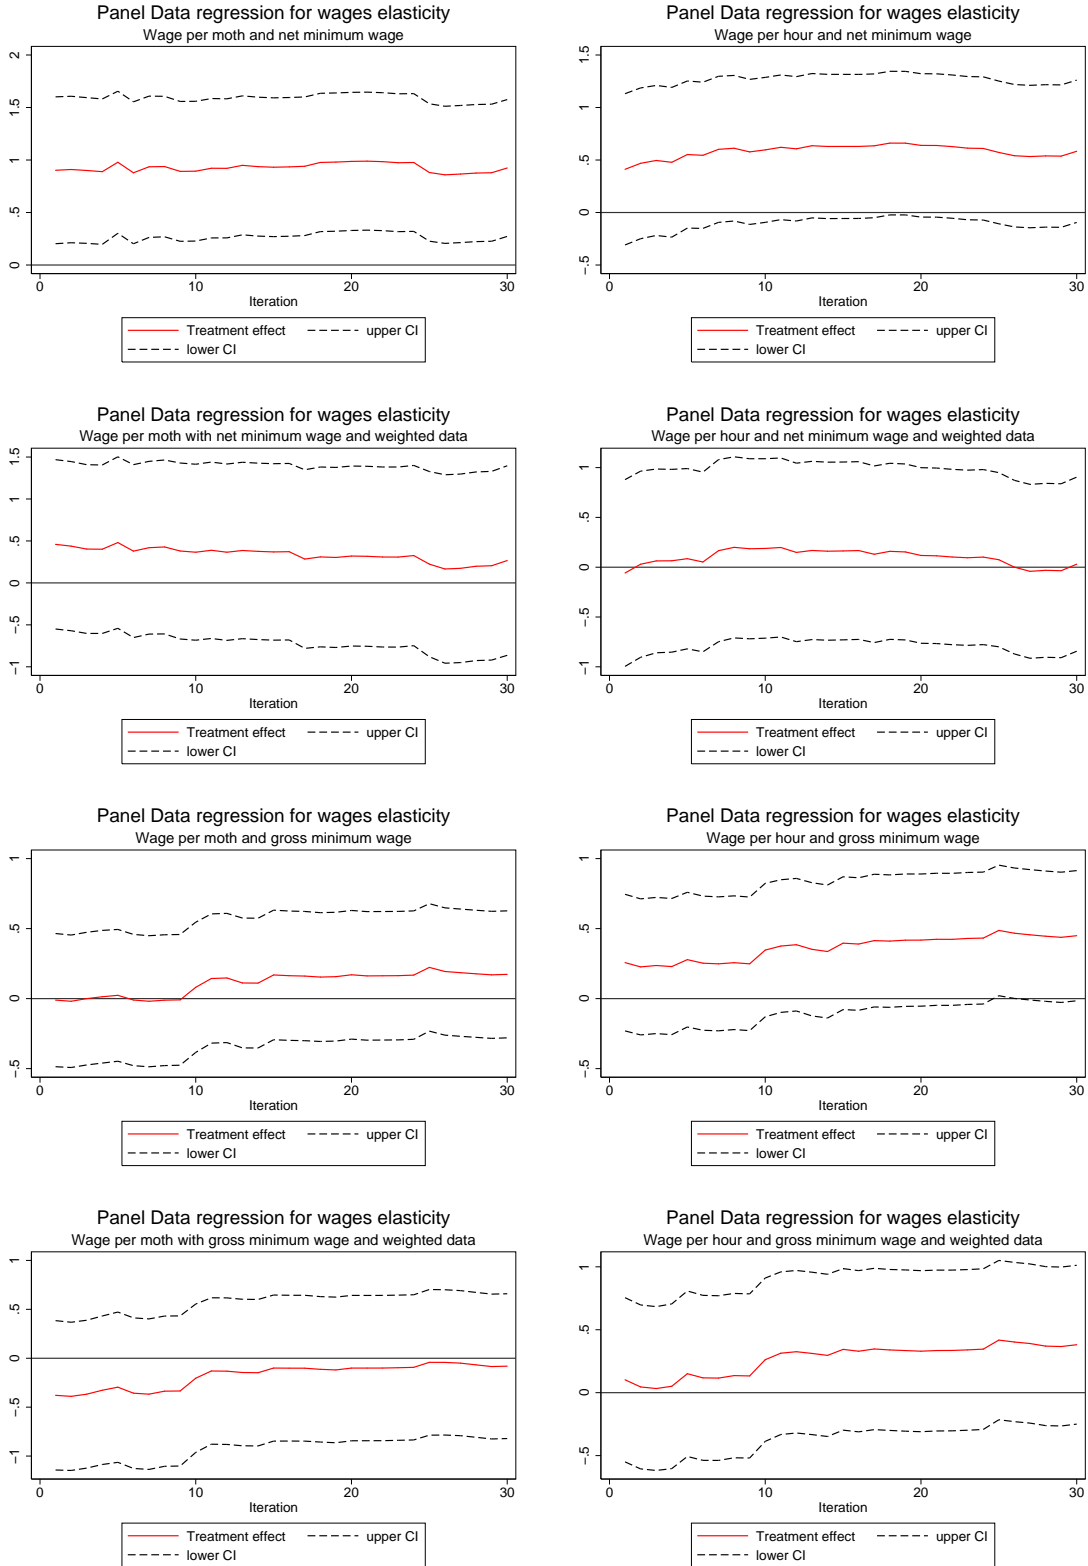 Panel Data regression for wages elasticity
Wage per moth and net minimum wage
2
1.5
1
.5
0
0
10
20
30
Iteration
Treatment effect
upper CI
lower CI
Panel Data regression for wages elasticity
Wage per hour and net minimum wage
1.5
1
.5
0
-.5
0
10
20
30
Iteration
Treatment effect
upper CI
lower CI
Panel Data regression for wages elasticity
Wage per moth with net minimum wage and weighted data
1.5
1
.5
0
-.5
-1
0
10
20
30
Iteration
Treatment effect
upper CI
lower CI
Panel Data regression for wages elasticity
Wage per hour and net minimum wage and weighted data
1
.5
0
-.5
-1
0
10
20
30
Iteration
Treatment effect
upper CI
lower CI
Panel Data regression for wages elasticity
Wage per moth and gross minimum wage
1
.5
0
-.5
0
10
20
30
Iteration
Treatment effect
upper CI
lower CI
Panel Data regression for wages elasticity
Wage per hour and gross minimum wage
1
.5
0
-.5
0
10
20
30
Iteration
Treatment effect
upper CI
lower CI
Panel Data regression for wages elasticity
Wage per moth with gross minimum wage and weighted data
1
.5
0
-.5
-1
0
10
20
30
Iteration
Treatment effect
upper CI
lower CI
Panel Data regression for wages elasticity
Wage per hour and gross minimum wage and weighted data
1
.5
0
-.5
0
10
20
30
Iteration
Treatment effect
upper CI
lower CI